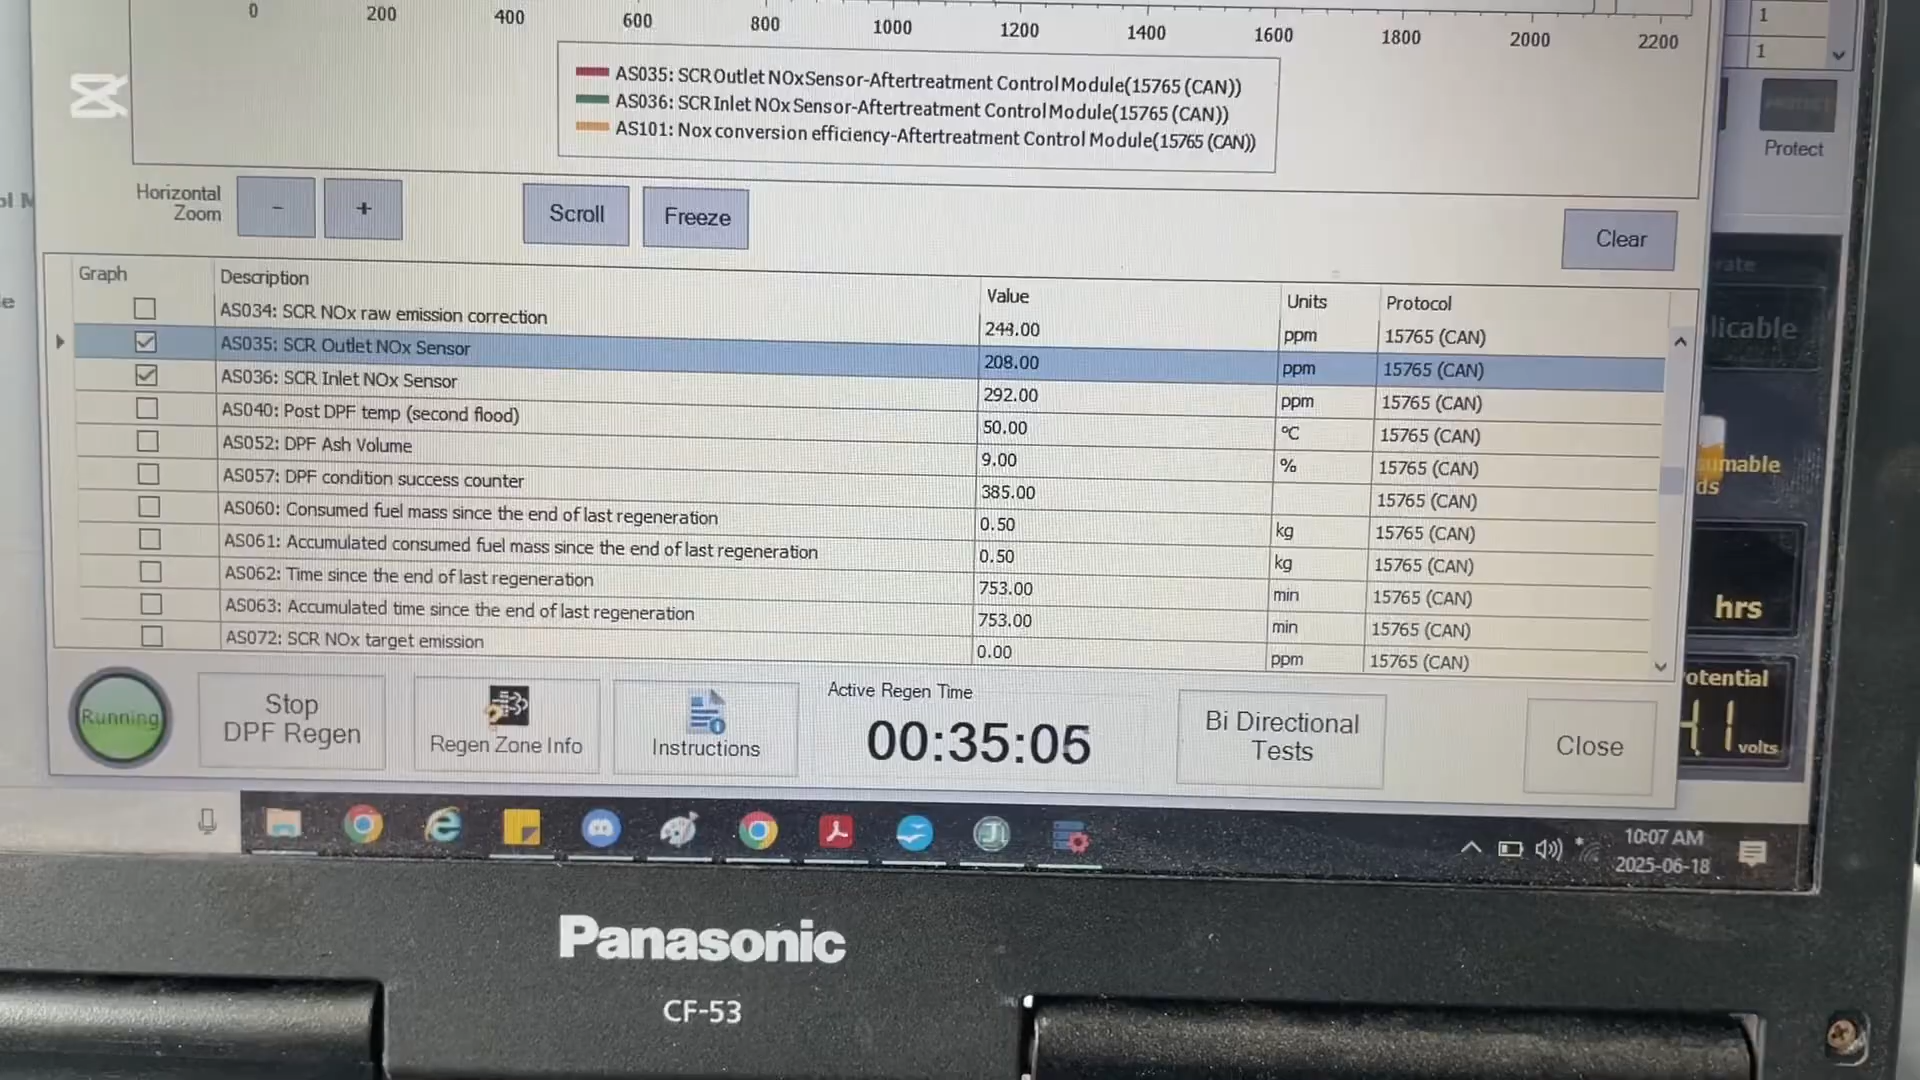 0 200 400 600 800 1000 1200 1400 1600 1800 2000 2200
1
1
AS035: SCR Outlet NOx Sensor-Aftertreatment Control Module(15765 (CAN))
AS036: SCR Inlet NOx Sensor-Aftertreatment Control Module(15765 (CAN))
AS101: Nox conversion efficiency-Aftertreatment Control Module(15765 (CAN))
Protect
Horizontal
Zoom
- + Scroll Freeze Clear
Graph Description Value Units Protocol
AS034: SCR NOx raw emission correction 244.00 ppm 15765 (CAN)
AS035: SCR Outlet NOx Sensor 208.00 ppm 15765 (CAN)
AS036: SCR Inlet NOx Sensor 292.00 ppm 15765 (CAN)
AS040: Post DPF temp (second flood) 50.00 °C 15765 (CAN)
AS052: DPF Ash Volume 9.00 % 15765 (CAN)
AS057: DPF condition success counter 385.00 15765 (CAN)
AS060: Consumed fuel mass since the end of last regeneration 0.50 kg 15765 (CAN)
AS061: Accumulated consumed fuel mass since the end of last regeneration 0.50 kg 15765 (CAN)
AS062: Time since the end of last regeneration 753.00 min 15765 (CAN)
AS063: Accumulated time since the end of last regeneration 753.00 min 15765 (CAN)
AS072: SCR NOx target emission 0.00 ppm 15765 (CAN)
licable
umable
ds
hrs
otential
4.1 volts
Running
Stop
DPF Regen
Regen Zone Info
Instructions
Active Regen Time
00:35:05
Bi Directional
Tests
Close
10:07 AM
2025-06-18
Panasonic
CF-53